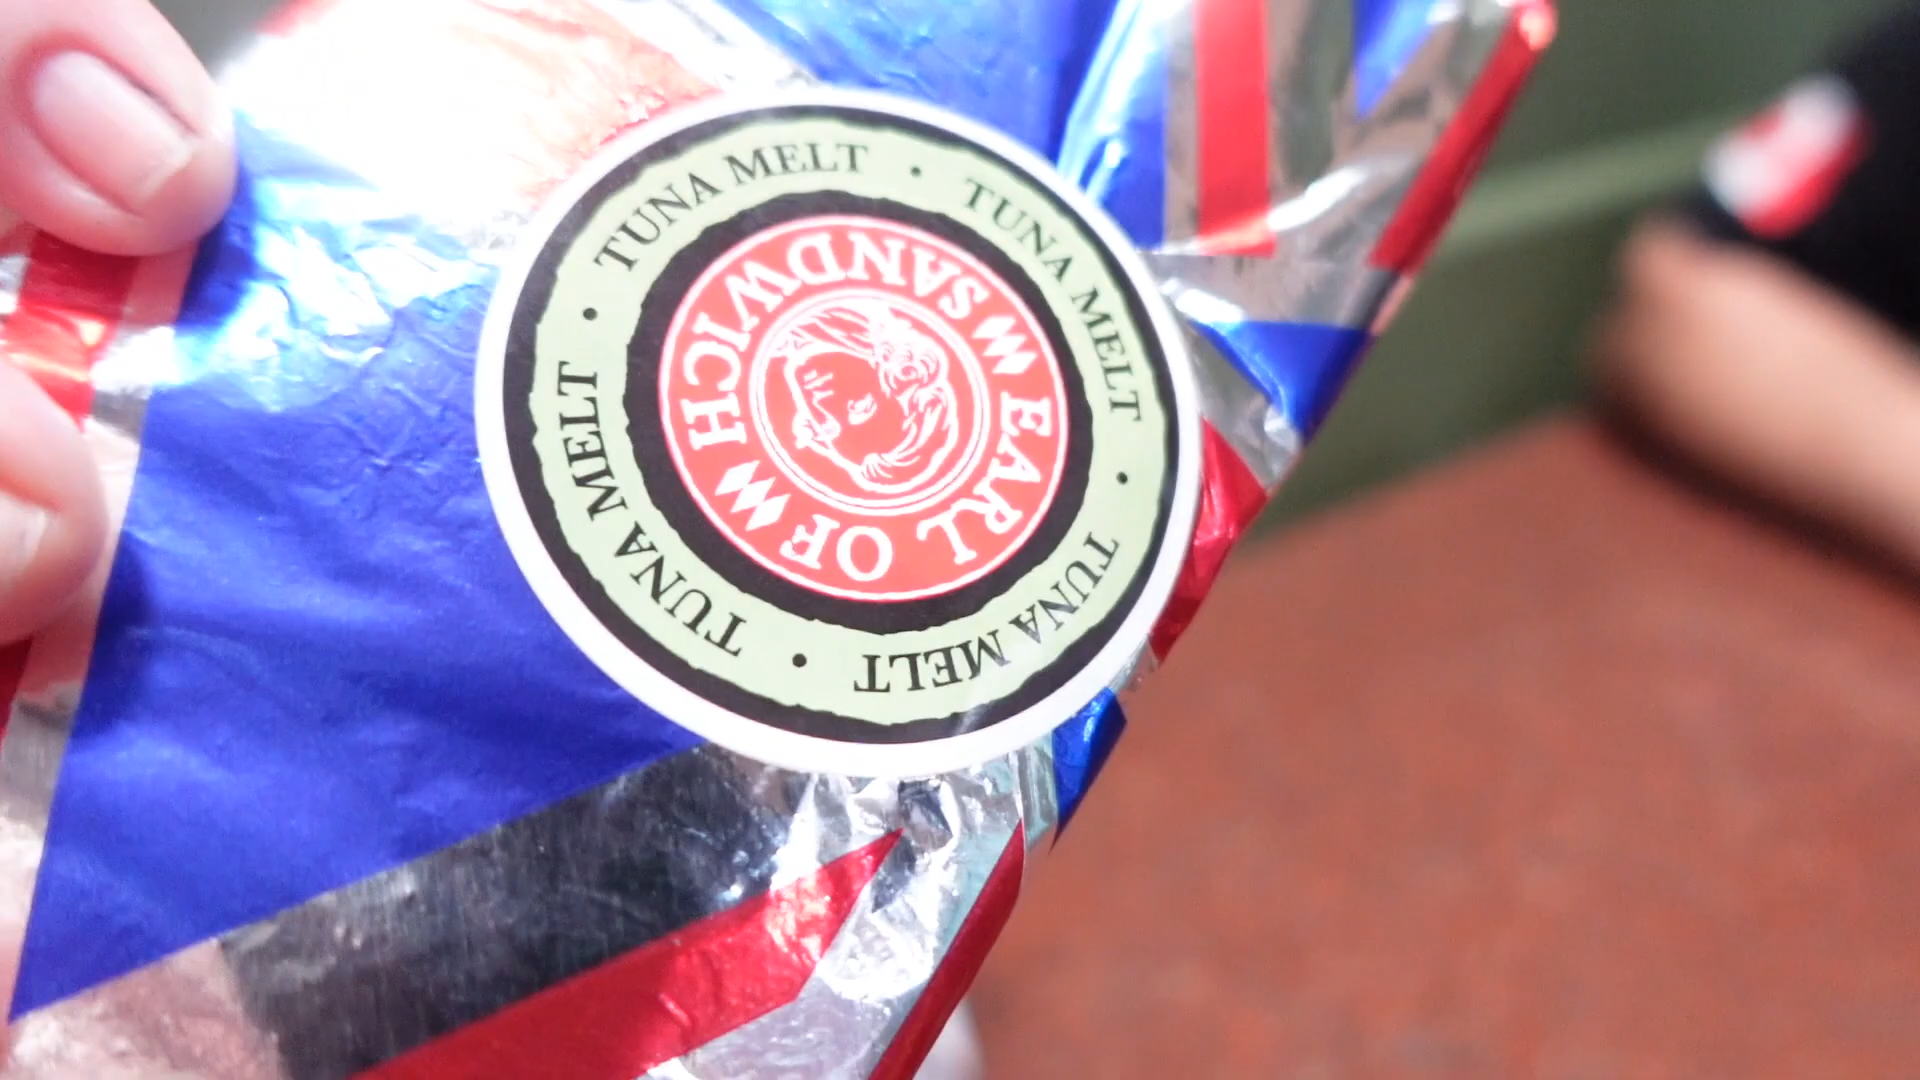 TUNA MELT • TUNA MELT • TUNA MELT • TUNA MELT •
EARL OF SANDWICH